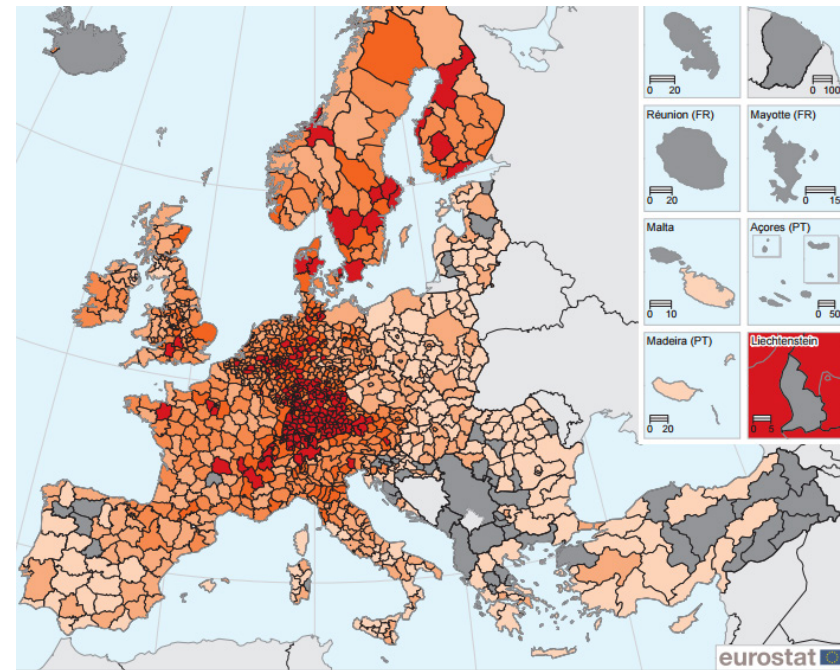 0 20
0 100
Réunion (FR)
Mayotte (FR)
0 20
0 15
Malta
Açores (PT)
0 10
0 50
Madeira (PT)
Liechtenstein
0 20
0 5
eurostat